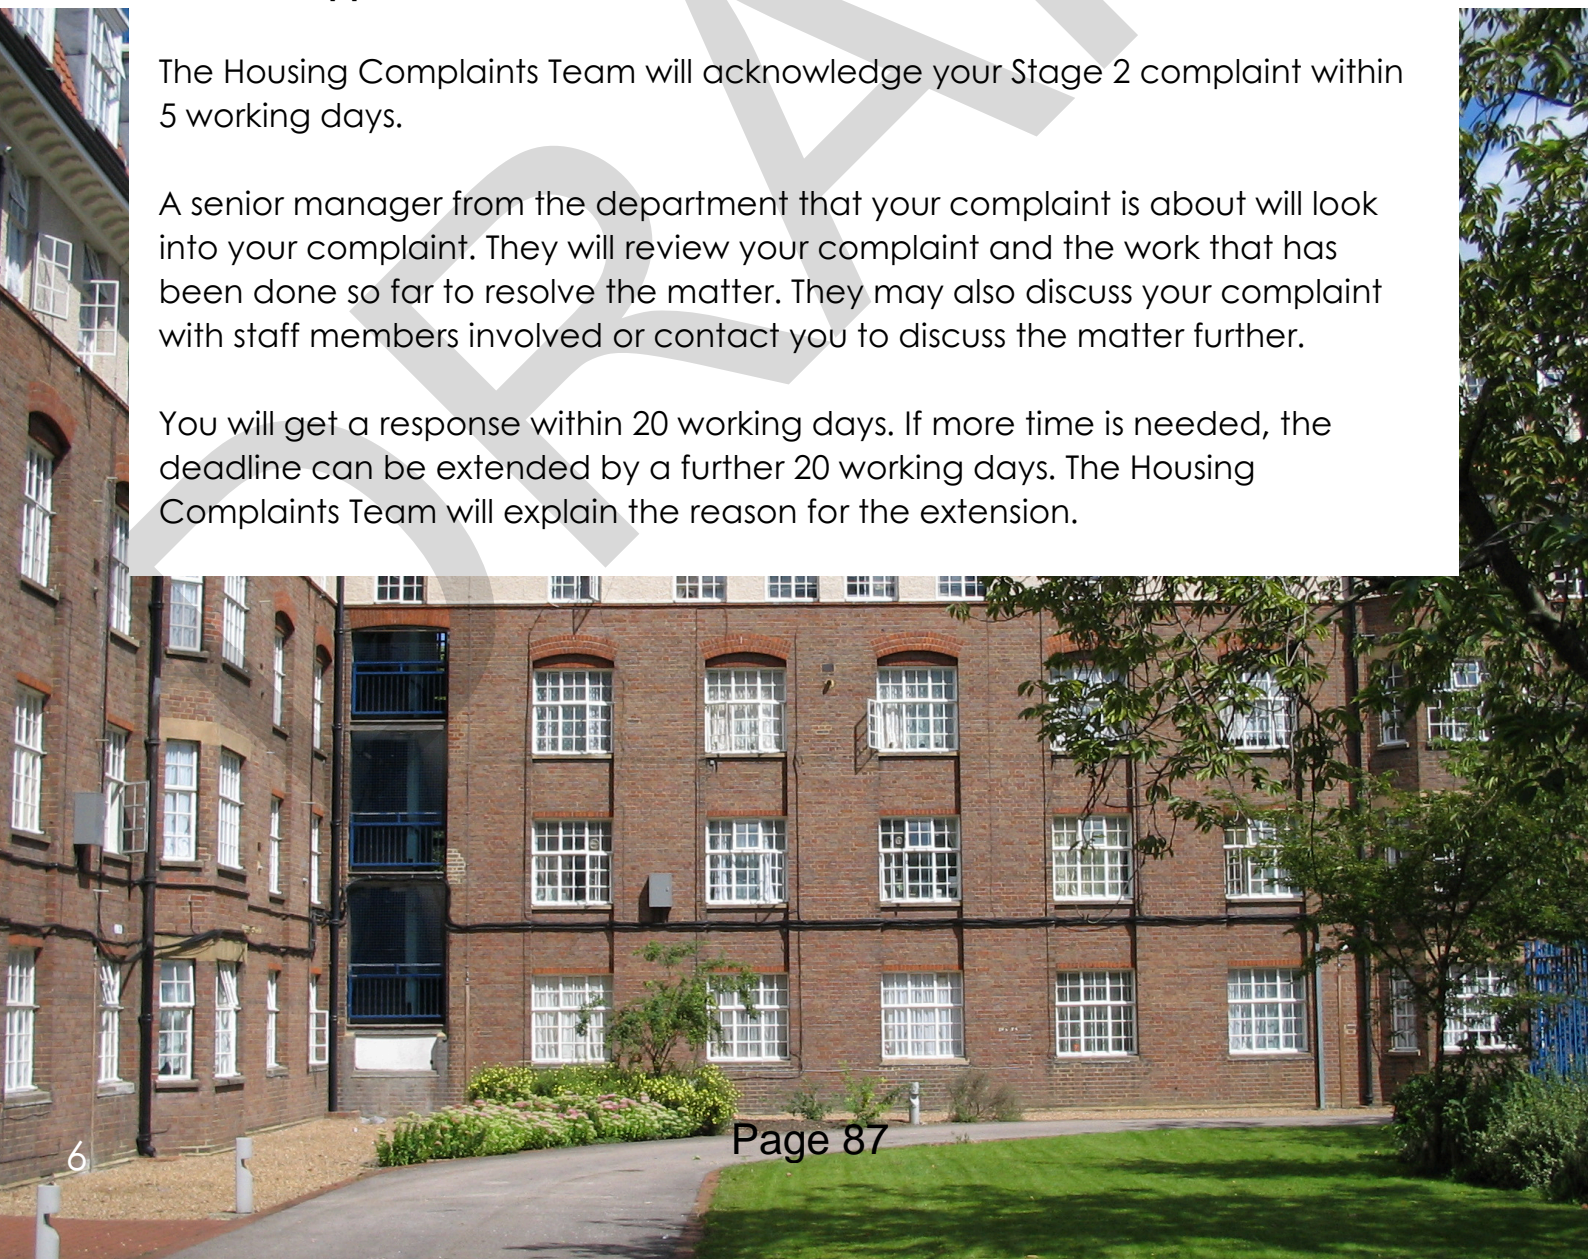 The Housing Complaints Team will acknowledge your Stage 2 complaint within
5 working days.
A senior manager from the department that your complaint is about will look
into your complaint. They will review your complaint and the work that has
been done so far to resolve the matter. They may also discuss your complaint
with staff members involved or contact you to discuss the matter further.
You will get a response within 20 working days. If more time is needed, the
deadline can be extended by a further 20 working days. The Housing
Complaints Team will explain the reason for the extension.
Page 87
6